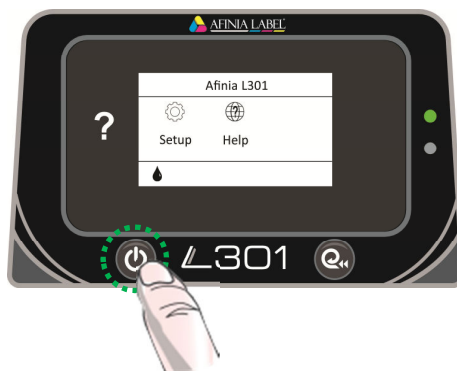 AFINIA LABEL
Afinia L301
?
Setup Help
L301